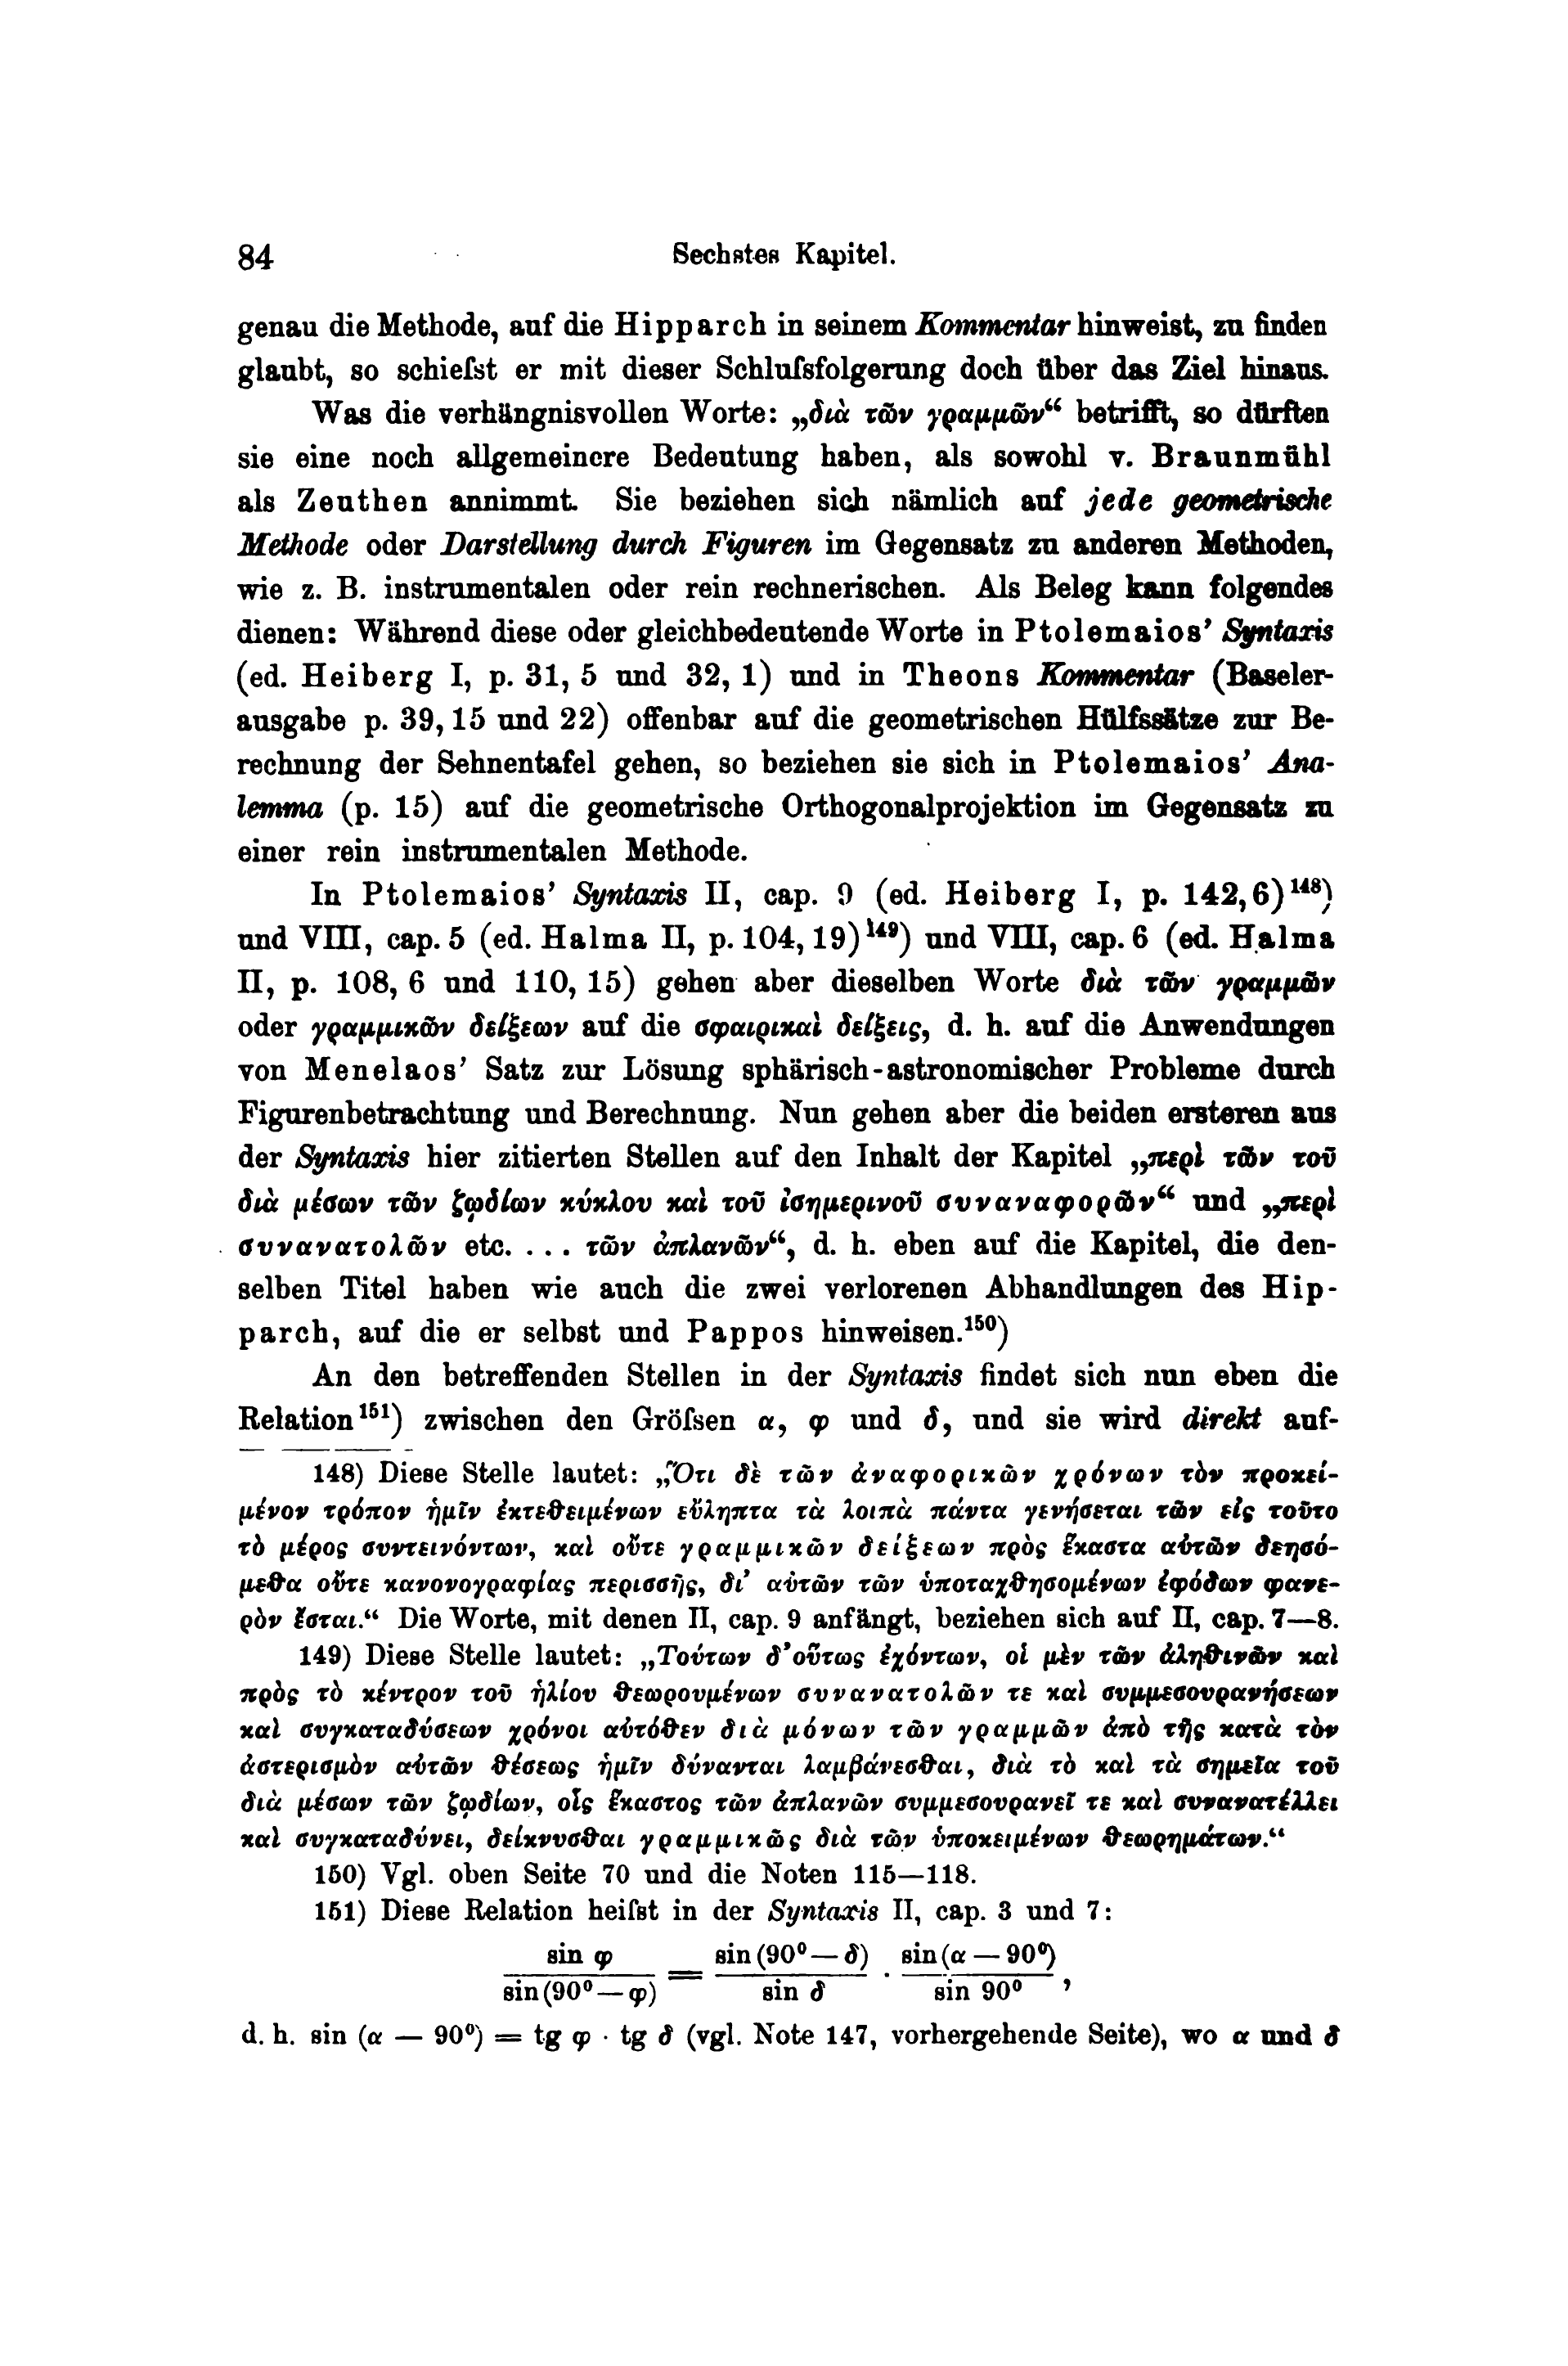 84 Sechstes Kapitel.
genau die Methode, auf die Hipparch in seinem Kommentar hinweist, zu finden
glaubt, so schieſst er mit dieser Schluſsfolgerung doch über das Ziel hinaus.
Was die verhängnisvollen Worte: „διὰ τῶν γραμμῶν“ betrifft, so dürften
sie eine noch allgemeinere Bedeutung haben, als sowohl v. Braunmühl
als Zeuthen annimmt. Sie beziehen sich nämlich auf jede geometrische
Methode oder Darstellung durch Figuren im Gegensatz zu anderen Methoden,
wie z. B. instrumentalen oder rein rechnerischen. Als Beleg kann folgendes
dienen: Während diese oder gleichbedeutende Worte in Ptolemaios’ Syntaxis
(ed. Heiberg I, p. 31, 5 und 32, 1) und in Theons Kommentar (Baseler-
ausgabe p. 39, 15 und 22) offenbar auf die geometrischen Hülfssätze zur Be-
rechnung der Sehnentafel gehen, so beziehen sie sich in Ptolemaios’ Ana-
lemma (p. 15) auf die geometrische Orthogonalprojektion im Gegensatz zu
einer rein instrumentalen Methode.
In Ptolemaios’ Syntaxis II, cap. 9 (ed. Heiberg I, p. 142,6)¹⁴⁸)
und VIII, cap. 5 (ed. Halma II, p. 104, 19)¹⁴⁹) und VIII, cap. 6 (ed. Halma
II, p. 108, 6 und 110, 15) gehen aber dieselben Worte διὰ τῶν γραμμῶν
oder γραμμικῶν δείξεων auf die σφαιρικαὶ δείξεις, d. h. auf die Anwendungen
von Menelaos’ Satz zur Lösung sphärisch-astronomischer Probleme durch
Figurenbetrachtung und Berechnung. Nun gehen aber die beiden ersteren aus
der Syntaxis hier zitierten Stellen auf den Inhalt der Kapitel „περὶ τῶν τοῦ
διὰ μέσων τῶν ζῳδίων κύκλου καὶ τοῦ ἰσημερινοῦ συναναφορῶν“ und „περὶ
συνανατολῶν etc. . . . τῶν ἀπλανῶν“, d. h. eben auf die Kapitel, die den-
selben Titel haben wie auch die zwei verlorenen Abhandlungen des Hip-
parch, auf die er selbst und Pappos hinweisen.¹⁵⁰)
An den betreffenden Stellen in der Syntaxis findet sich nun eben die
Relation¹⁵¹) zwischen den Gröſsen α, φ und δ, und sie wird direkt auf-
148) Diese Stelle lautet: „Ὅτι δὲ τῶν ἀναφορικῶν χρόνων τὸν προκεί-
μένον τρόπον ἡμῖν ἐκτεθειμένων εὔληπτα τὰ λοιπὰ πάντα γενήσεται τῶν εἰς τοῦτο
τὸ μέρος συντεινόντων, καὶ οὔτε γραμμικῶν δείξεων πρὸς ἕκαστα αὐτῶν δεησό-
μεθα οὔτε κανονογραφίας περισσῆς, δι’ αὐτῶν τῶν ὑποταχθησομένων ἐφόδων φανε-
ρὸν ἔσται.“ Die Worte, mit denen II, cap. 9 anfängt, beziehen sich auf II, cap. 7—8.
149) Diese Stelle lautet: „Τούτων δ’οὕτως ἐχόντων, οἱ μὲν τῶν ἀληθινῶν καὶ
πρὸς τὸ κέντρον τοῦ ἡλίου θεωρουμένων συνανατολῶν τε καὶ συμμεσουρανήσεων
καὶ συγκαταδύσεων χρόνοι αὐτόθεν διὰ μόνων τῶν γραμμῶν ἀπὸ τῆς κατὰ τὸν
ἀστερισμὸν αὐτῶν θέσεως ἡμῖν δύνανται λαμβάνεσθαι, διὰ τὸ καὶ τὰ σημεῖα τοῦ
διὰ μέσων τῶν ζῳδίων, οἷς ἕκαστος τῶν ἀπλανῶν συμμεσουρανεῖ τε καὶ συνανατέλλει
καὶ συγκαταδύνει, δείκνυσθαι γραμμικῶς διὰ τῶν ὑποκειμένων θεωρημάτων.“
150) Vgl. oben Seite 70 und die Noten 115—118.
151) Diese Relation heiſst in der Syntaxis II, cap. 3 und 7:
sin φ / sin (90⁰ — φ) = sin (90⁰ — δ) / sin δ · sin (α — 90⁰) / sin 90⁰ ,
d. h. sin (α — 90⁰) = tg φ · tg δ (vgl. Note 147, vorhergehende Seite), wo α und δ